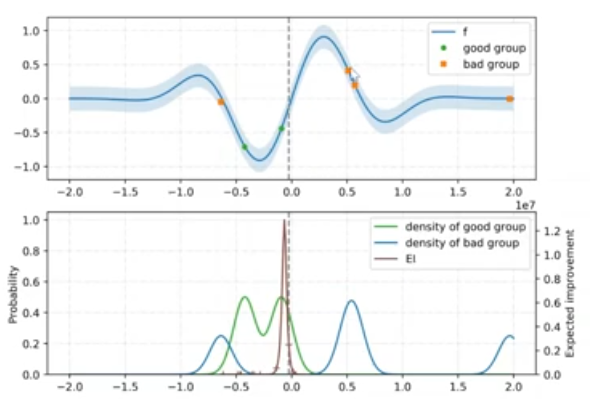 1.0
0.5
0.0
−0.5
−1.0
f
good group
bad group
−2.0 −1.5 −1.0 −0.5 0.0 0.5 1.0 1.5 2.0
1e7
1.0
0.8
0.6
0.4
0.2
0.0
Probability
density of good group
density of bad group
EI
1.2
1.0
0.8
0.6
0.4
0.2
0.0
Expected improvement
−2.0 −1.5 −1.0 −0.5 0.0 0.5 1.0 1.5 2.0